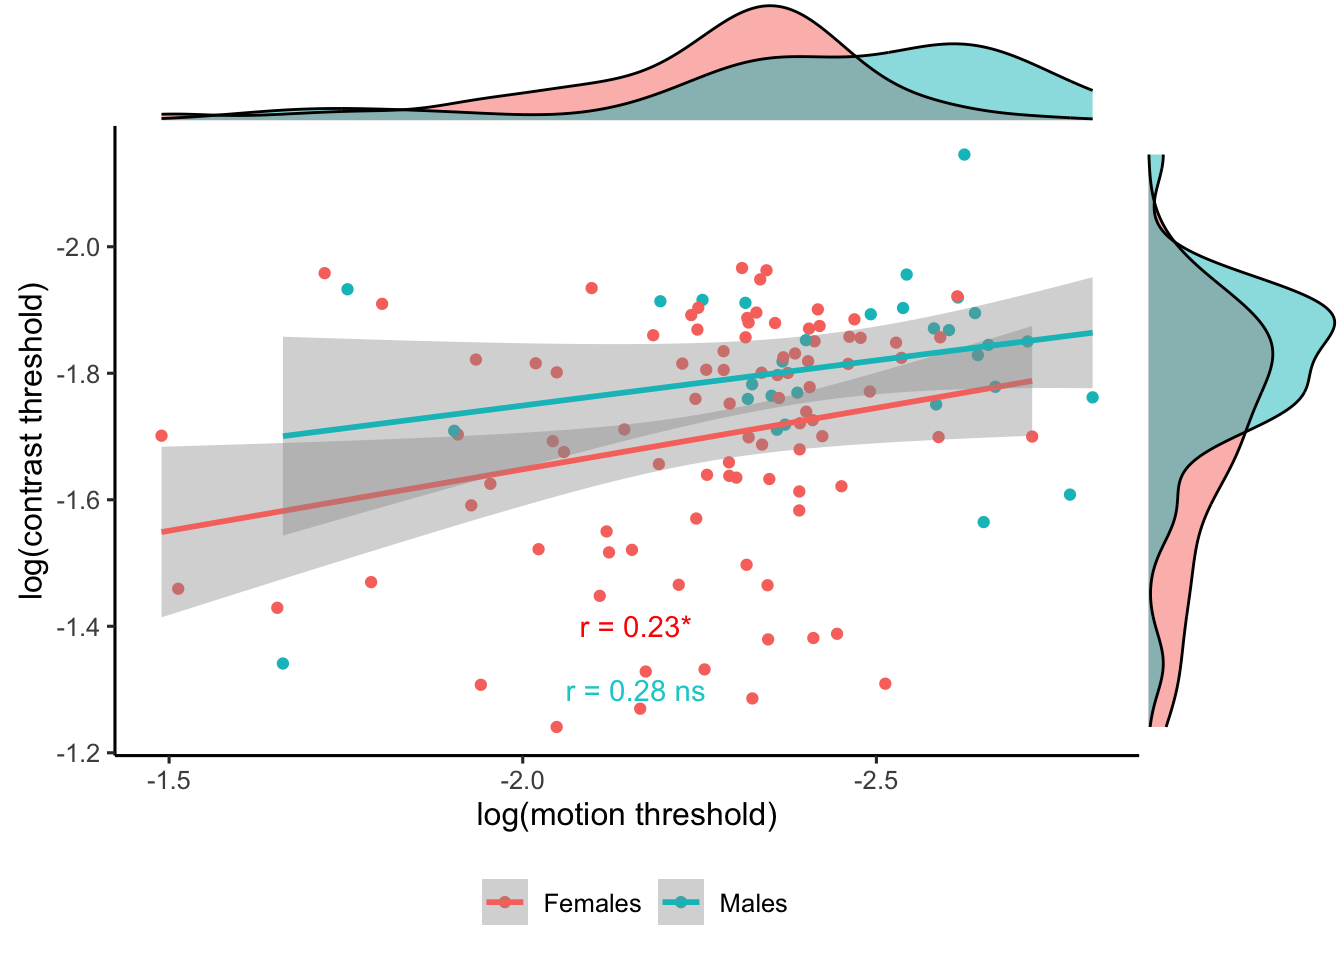 -2.0
-1.8
-1.6
-1.4
-1.2
log(contrast threshold)
r = 0.23*
r = 0.28 ns
-1.5 -2.0 -2.5
log(motion threshold)
Females Males